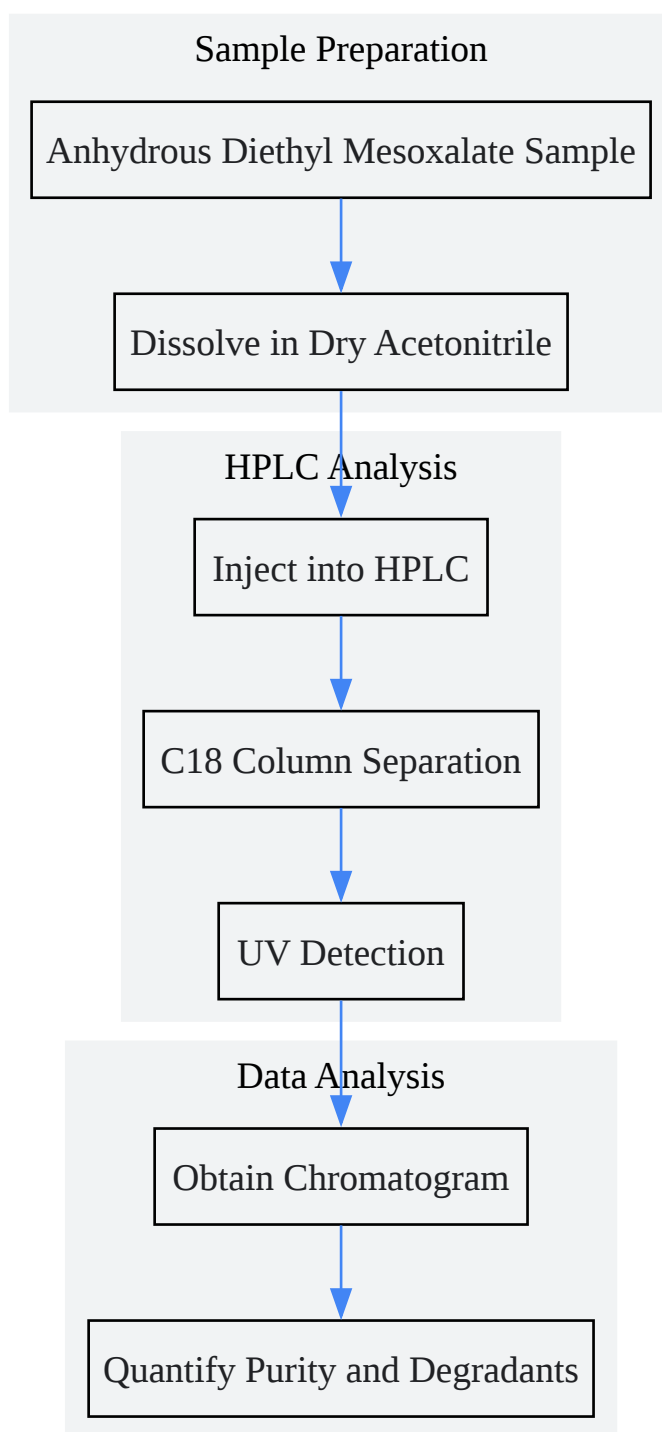 Sample Preparation
Anhydrous Diethyl Mesoxalate Sample
Dissolve in Dry Acetonitrile
HPLC Analysis
Inject into HPLC
C18 Column Separation
UV Detection
Data Analysis
Obtain Chromatogram
Quantify Purity and Degradants